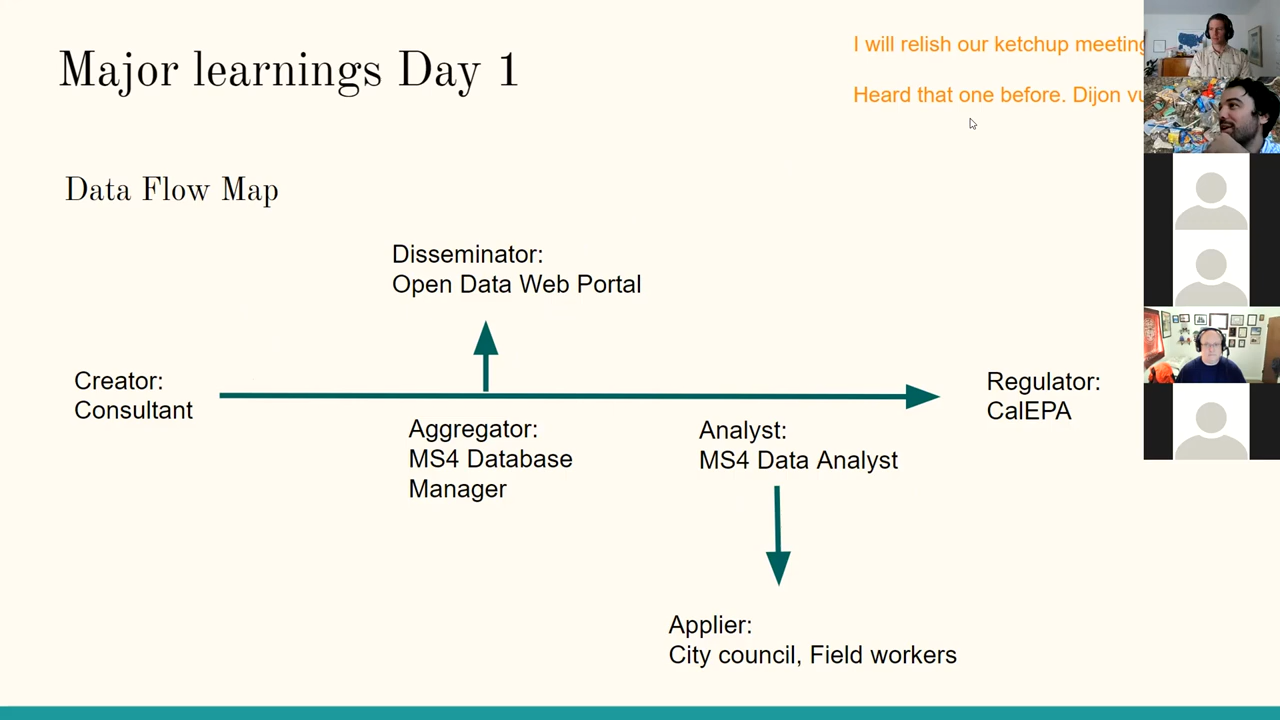 Major learnings Day 1
I will relish our ketchup meeting
Heard that one before. Dijon
Data Flow Map
Disseminator:
Open Data Web Portal
Creator:
Consultant
Regulator:
CalEPA
Aggregator:
MS4 Database
Manager
Analyst:
MS4 Data Analyst
Applier:
City council, Field workers